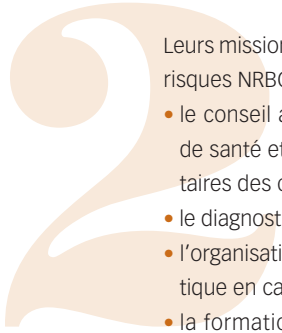 2
Leurs mission
risques NRBC
• le conseil a
de santé et
taires des d
• le diagnost
• l'organisati
tique en ca
• la formatio